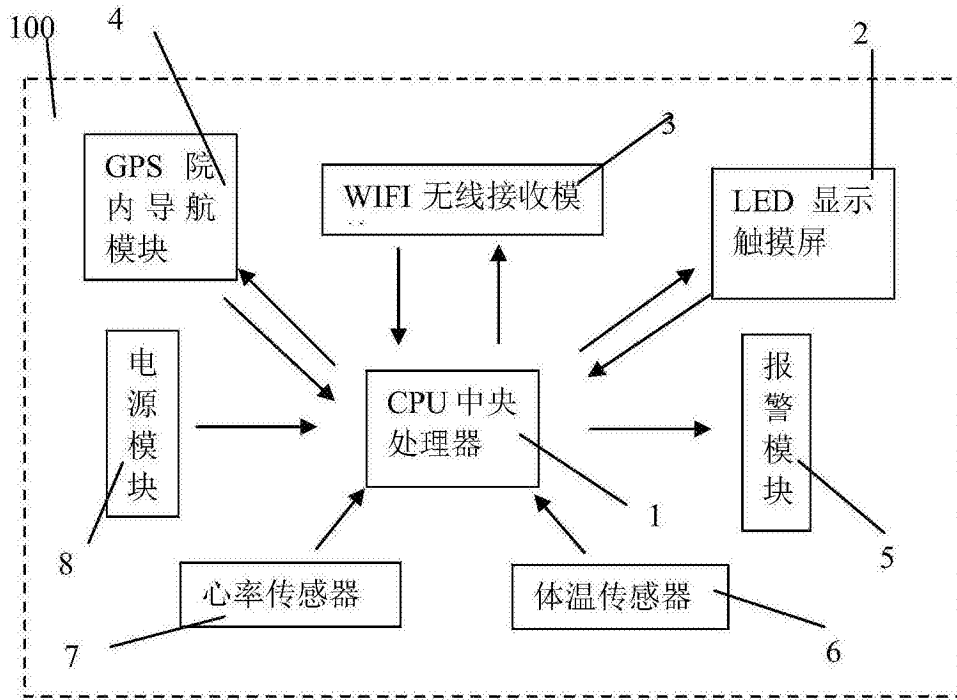 100
4
2
3
GPS 院
内导航
模块
WIFI 无线接收模
LED 显示
触摸屏
电
源
模
块
CPU 中央
处理器
报
警
模
块
1
8
5
心率传感器
体温传感器
7
6